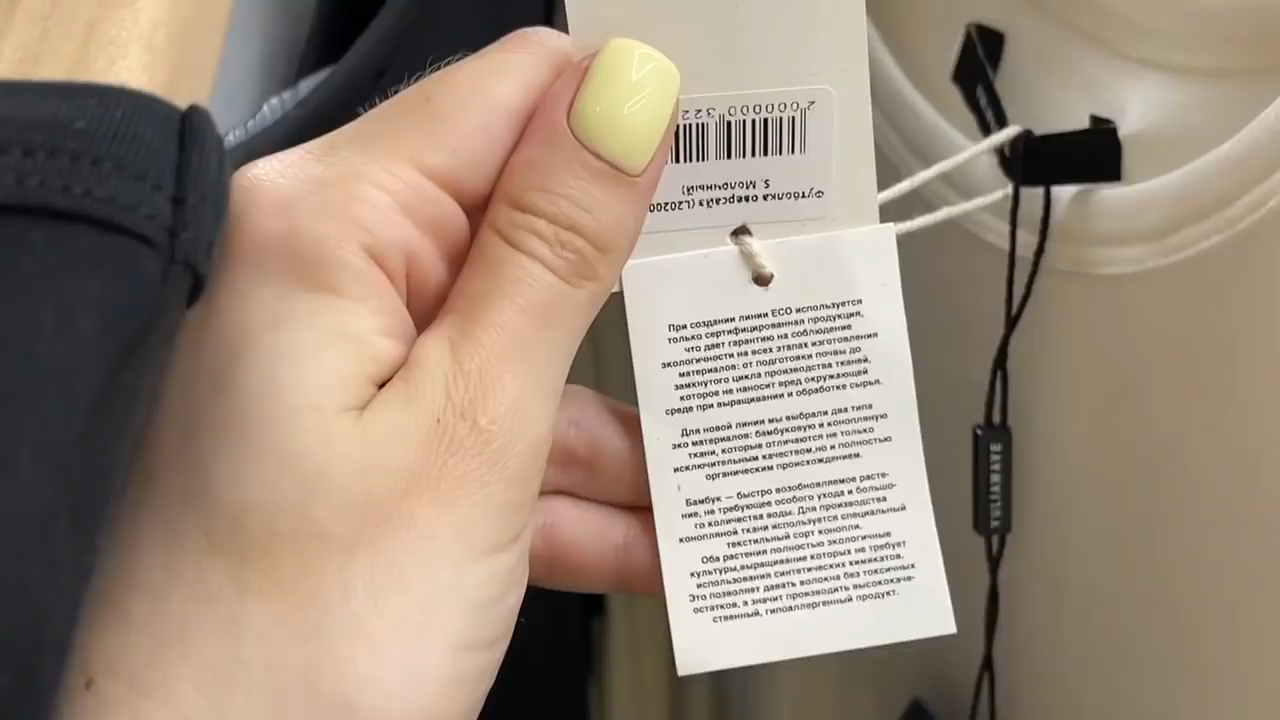 2 000000 322
Футболка оверсайз (L20200
S, Молочный)
При создании линии ECO используется
только сертифицированная продукция,
что дает гарантию на соблюдение
экологичности на всех этапах изготовления
материалов: от подготовки почвы до
замкнутого цикла производства тканей,
которое не наносит вред окружающей
среде при выращивании и обработке сырья.
Для новой линии мы выбрали два типа
эко материалов: бамбуковую и конопляную
ткани, которые отличаются не только
исключительным качеством,но и полностью
органическим происхождением.
Бамбук — быстро возобновляемое расте-
ние, не требующее особого ухода и большо-
го количества воды. Для производства
конопляной ткани используется специальный
текстильный сорт конопли.
Оба растения полностью экологичные
культуры,выращивание которых не требует
использования синтетических химикатов.
Это позволяет давать волокна без токсичных
остатков, а значит производить высококаче-
ственный, гипоаллергенный продукт.
YULIAWAVE